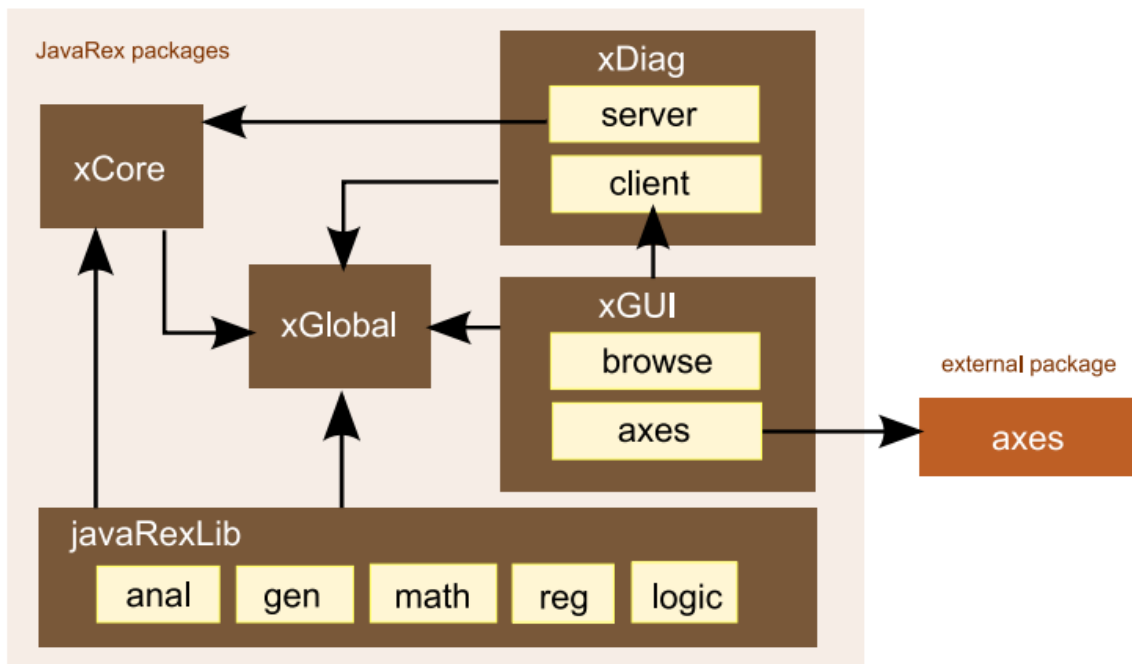 JavaRex packages
xDiag
server
xCore
client
xGlobal
xGUI
browse
external package
axes
axes
javaRexLib
anal
gen
math
reg
logic